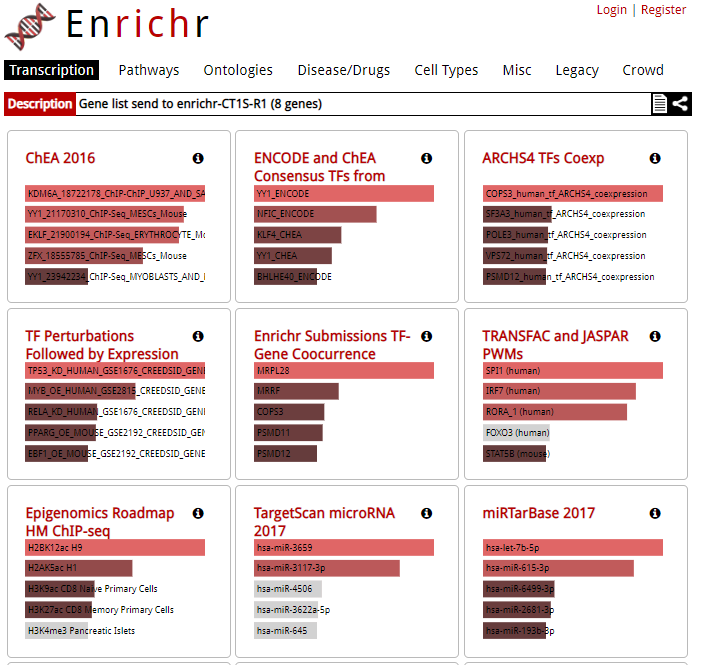 Enrichr
Login | Register
Transcription Pathways Ontologies Disease/Drugs Cell Types Misc Legacy Crowd
Description Gene list send to enrichr-CT1S-R1 (8 genes)
ChEA 2016
KDM6A_18722178_ChIP-ChIP_U937_AND_SA
YY1_21170310_ChIP-Seq_MESCs_Mouse
EKLF_21900194_ChIP-Seq_ERYTHROCYTE_Mo
ZFX_18555785_ChIP-Seq_MESCs_Mouse
YY1_23942234_ChIP-Seq_MYOBLASTS_AND_
ENCODE and ChEA
Consensus TFs from
YY1_ENCODE
NFIC_ENCODE
KLF4_CHEA
YY1_CHEA
BHLHE40_ENCODE
ARCHS4 TFs Coexp
COPS3_human_tf_ARCHS4_coexpression
SF3A3_human_tf_ARCHS4_coexpression
POLE3_human_tf_ARCHS4_coexpression
VPS72_human_tf_ARCHS4_coexpression
PSMD12_human_tf_ARCHS4_coexpression
TF Perturbations
Followed by Expression
TP53_KD_HUMAN_GSE1676_CREEDSID_GENE
MYB_OE_HUMAN_GSE2815_CREEDSID_GENE
RELA_KD_HUMAN_GSE1676_CREEDSID_GENE
PPARG_OE_MOUSE_GSE2192_CREEDSID_GENE
EBF1_OE_MOUSE_GSE2192_CREEDSID_GENE
Enrichr Submissions TF-
Gene Coocurrence
MRPL28
MRRF
COPS3
PSMD11
PSMD12
TRANSFAC and JASPAR
PWMs
SPI1 (human)
IRF7 (human)
RORA_1 (human)
FOXO3 (human)
STAT5B (mouse)
Epigenomics Roadmap
HM ChIP-seq
H2BK12ac H9
H2AK5ac H1
H3K9ac CD8 Naive Primary Cells
H3K27ac CD8 Memory Primary Cells
H3K4me3 Pancreatic Islets
TargetScan microRNA
2017
hsa-miR-3659
hsa-miR-3117-3p
hsa-miR-4506
hsa-miR-3622a-5p
hsa-miR-645
miRTarBase 2017
hsa-let-7b-5p
hsa-miR-615-3p
hsa-miR-6499-3p
hsa-miR-2681-3p
hsa-miR-193b-3p